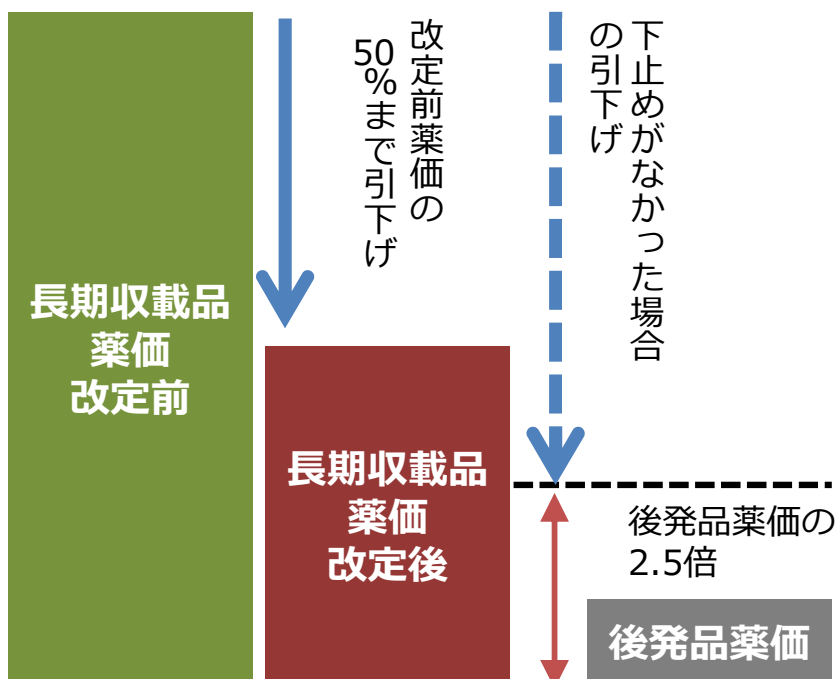 改定前薬価の
50%まで引下げ
下止めがなかった場合
の引下げ
長期収載品
薬価
改定前
長期収載品
薬価
改定後
後発品薬価の
2.5倍
後発品薬価